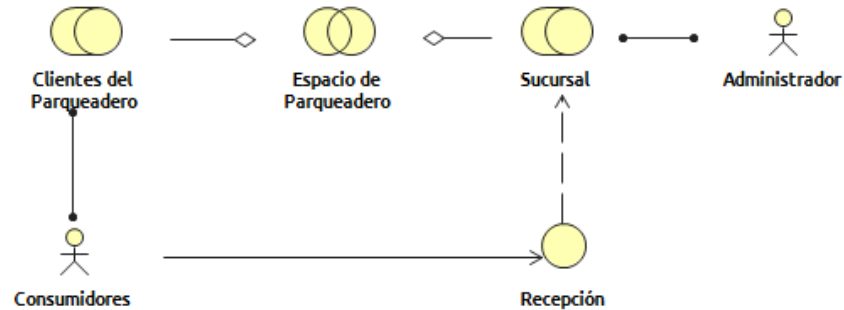 Clientes del
Parqueadero
Espacio de
Parqueadero
Sucursal
Administrador
Consumidores
Recepción